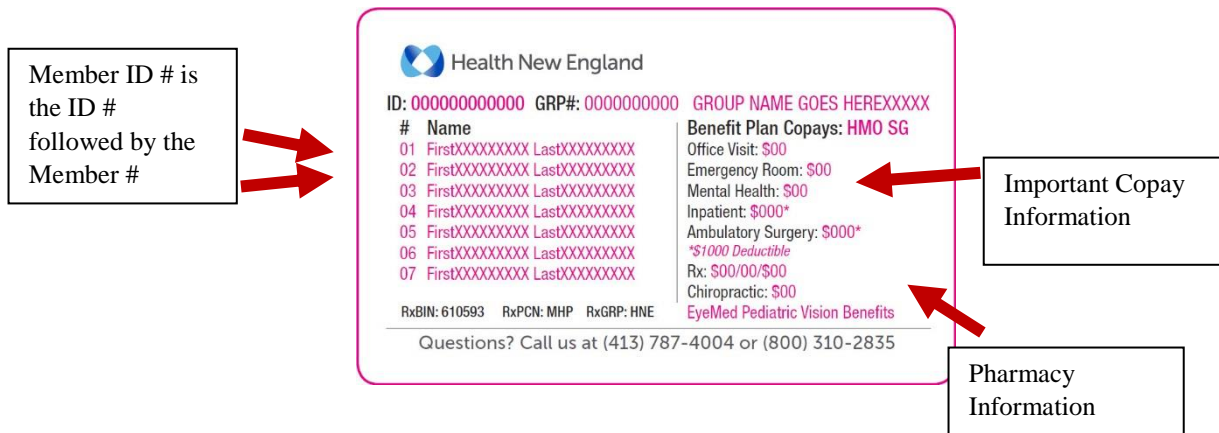 Member ID # is
the ID #
followed by the
Member #
Health New England
ID: 000000000000 GRP#: 0000000000 GROUP NAME GOES HEREXXXXX
# Name
01 FirstXXXXXXXXX LastXXXXXXXXX
02 FirstXXXXXXXXX LastXXXXXXXXX
03 FirstXXXXXXXXX LastXXXXXXXXX
04 FirstXXXXXXXXX LastXXXXXXXXX
05 FirstXXXXXXXXX LastXXXXXXXXX
06 FirstXXXXXXXXX LastXXXXXXXXX
07 FirstXXXXXXXXX LastXXXXXXXXX
RxBIN: 610593 RxPCN: MHP RxGRP: HNE
Benefit Plan Copays: HMO SG
Office Visit: $00
Emergency Room: $00
Mental Health: $00
Inpatient: $000*
Ambulatory Surgery: $000*
*$1000 Deductible
Rx: $00/00/$00
Chiropractic: $00
EyeMed Pediatric Vision Benefits
Questions? Call us at (413) 787-4004 or (800) 310-2835
Important Copay
Information
Pharmacy
Information